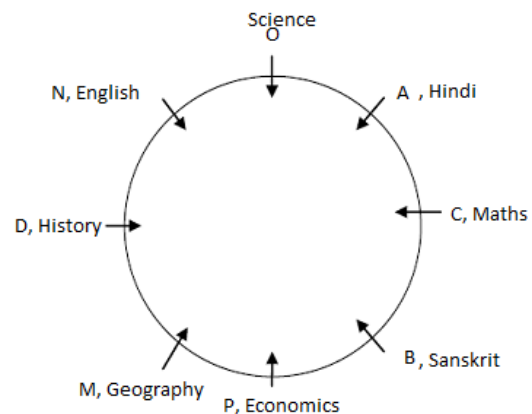 Science
O
N, English
A , Hindi
D, History
C, Maths
M, Geography
B, Sanskrit
P, Economics